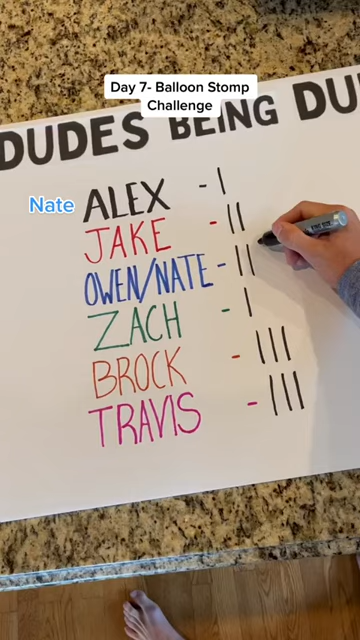 Day 7- Balloon Stomp
Challenge
DUDES BEING DU
Nate
ALEX - |
JAKE - ||
OWEN/NATE - ||
ZACH - |
BROCK - |||
TRAVIS - |||